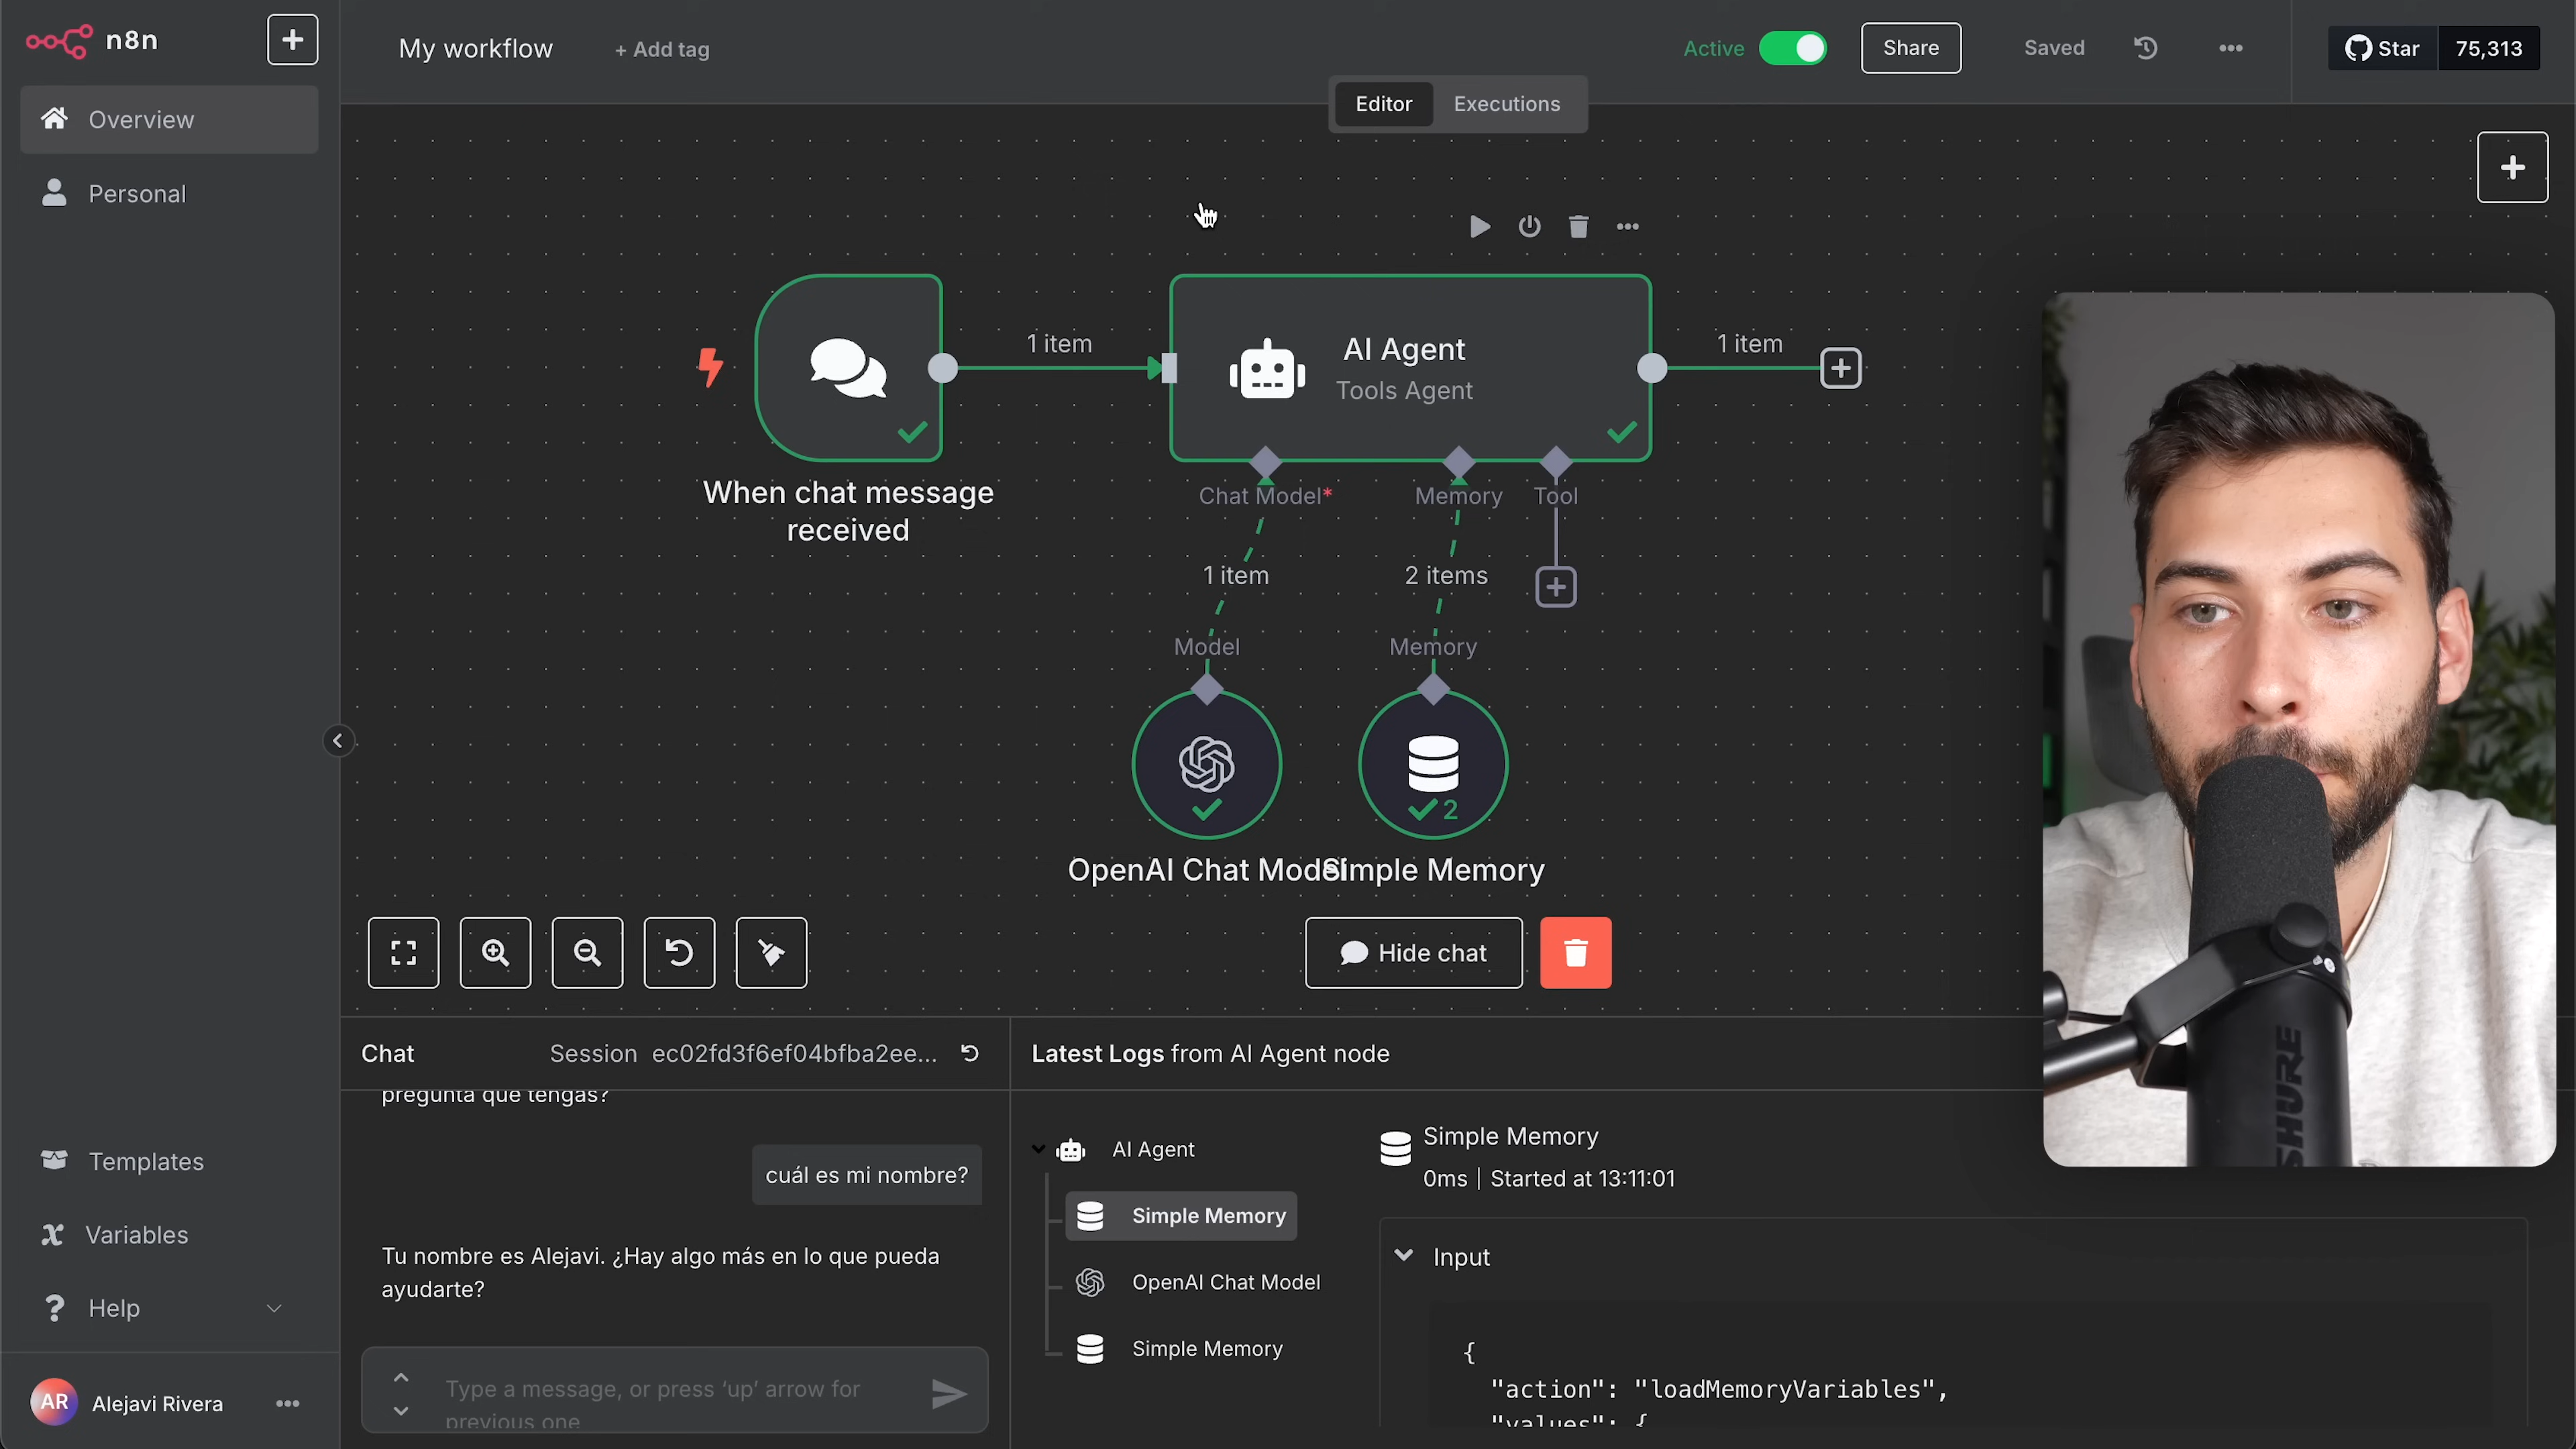 n8n
My workflow
+ Add tag
Active
Share
Saved
Star
75,313
Editor
Executions
Overview
Personal
1 item
AI Agent
Tools Agent
1 item
When chat message
received
Chat Model*
Memory
Tool
1 item
2 items
Model
Memory
2
OpenAI Chat Model
Simple Memory
Hide chat
Chat
Session ec02fd3f6ef04bfba2ee...
Latest Logs from AI Agent node
pregunta que tengas?
cuál es mi nombre?
Tu nombre es Alejavi. ¿Hay algo más en lo que pueda
ayudarte?
Type a message, or press ‘up’ arrow for
previous one
AI Agent
Simple Memory
OpenAI Chat Model
Simple Memory
Simple Memory
0ms | Started at 13:11:01
Input
{
"action": "loadMemoryVariables",
"values": {
Templates
Variables
Help
AR
Alejavi Rivera
SHURE